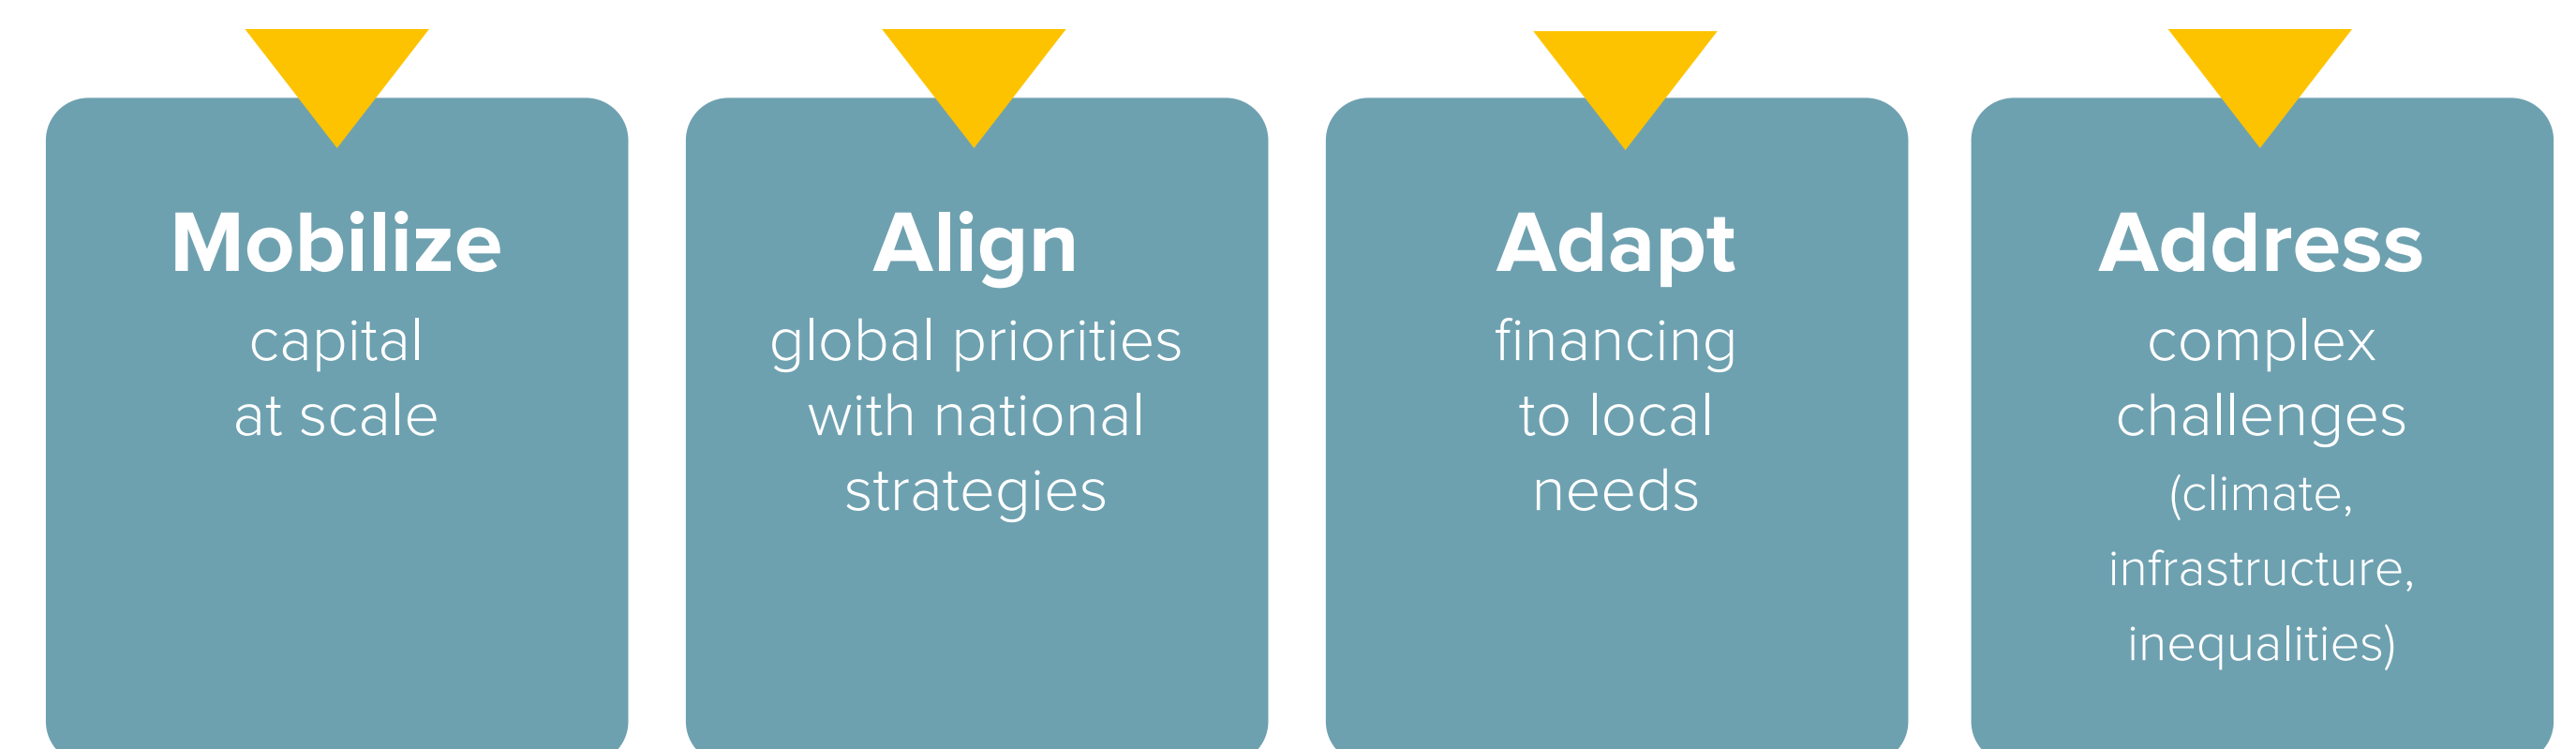 Mobilize
capital
at scale
Align
global priorities
with national
strategies
Adapt
financing
to local
needs
Address
complex
challenges
(climate,
infrastructure,
inequalities)